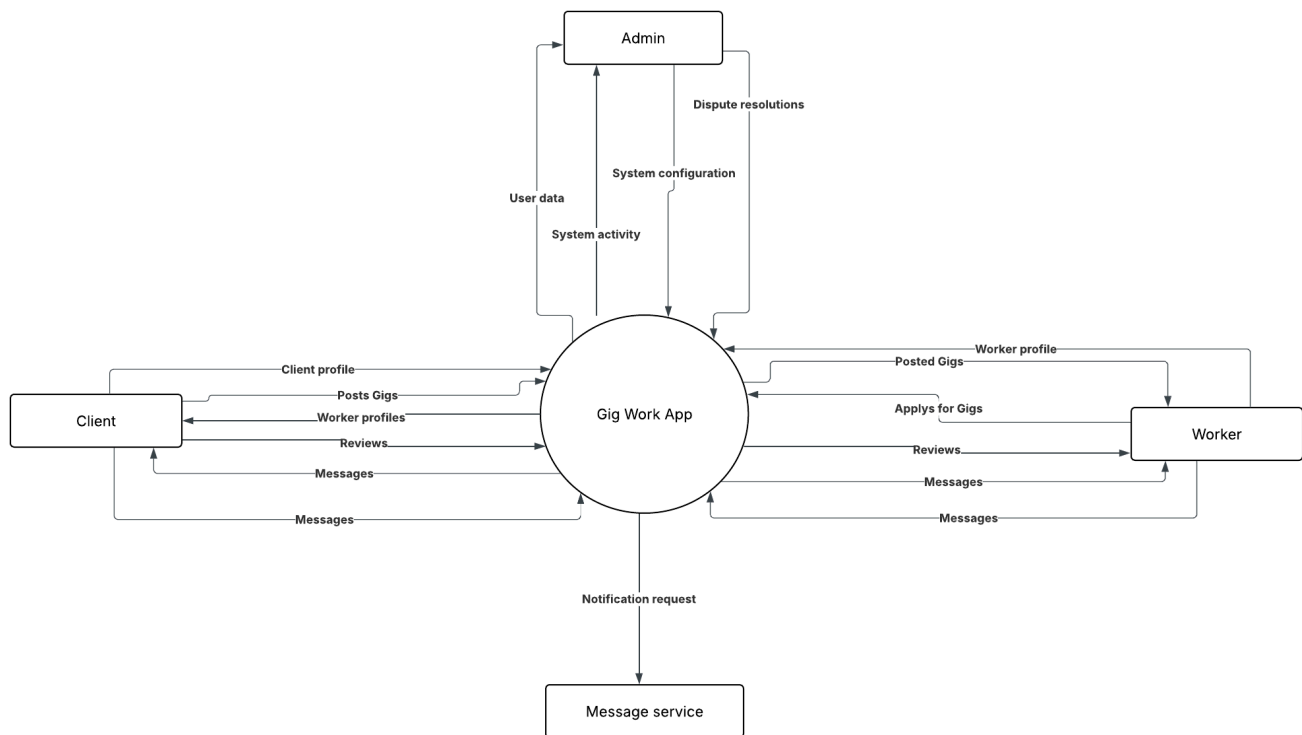 Admin
Dispute resolutions
System configuration
User data
System activity
Worker profile
Posted Gigs
Client profile
Posts Gigs
Applys for Gigs
Client
Worker profiles
Gig Work App
Worker
Reviews
Reviews
Messages
Messages
Messages
Messages
Notification request
Message service